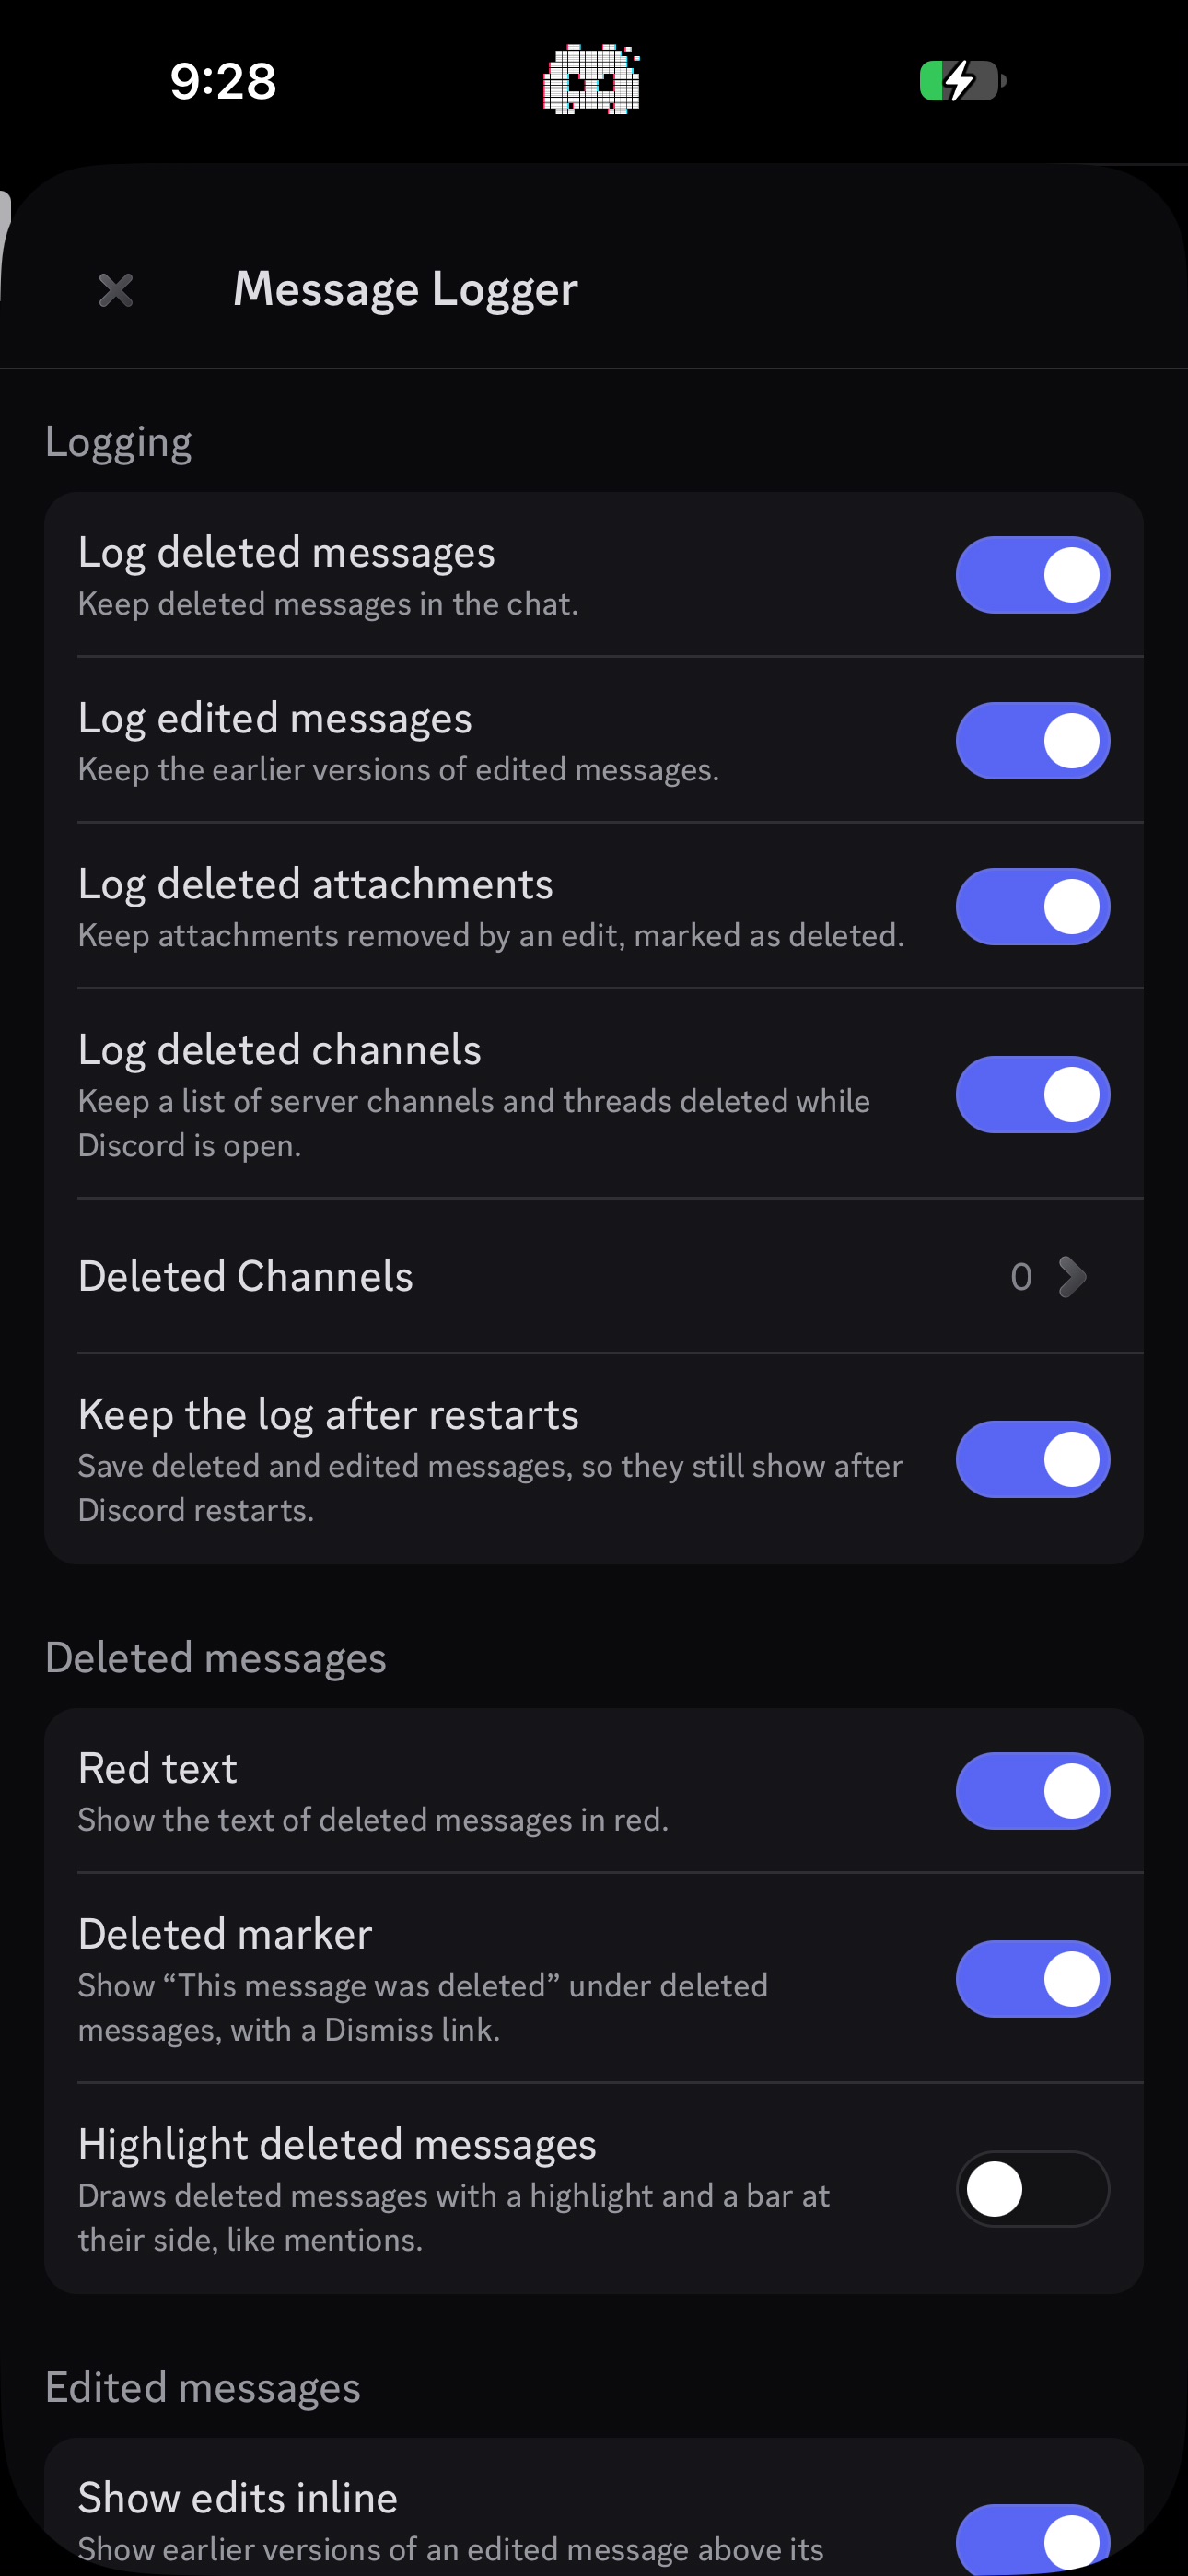 9:28
Message Logger
Logging
Log deleted messages
Keep deleted messages in the chat.
Log edited messages
Keep the earlier versions of edited messages.
Log deleted attachments
Keep attachments removed by an edit, marked as deleted.
Log deleted channels
Keep a list of server channels and threads deleted while
Discord is open.
Deleted Channels 0
Keep the log after restarts
Save deleted and edited messages, so they still show after
Discord restarts.
Deleted messages
Red text
Show the text of deleted messages in red.
Deleted marker
Show “This message was deleted” under deleted
messages, with a Dismiss link.
Highlight deleted messages
Draws deleted messages with a highlight and a bar at
their side, like mentions.
Edited messages
Show edits inline
Show earlier versions of an edited message above its